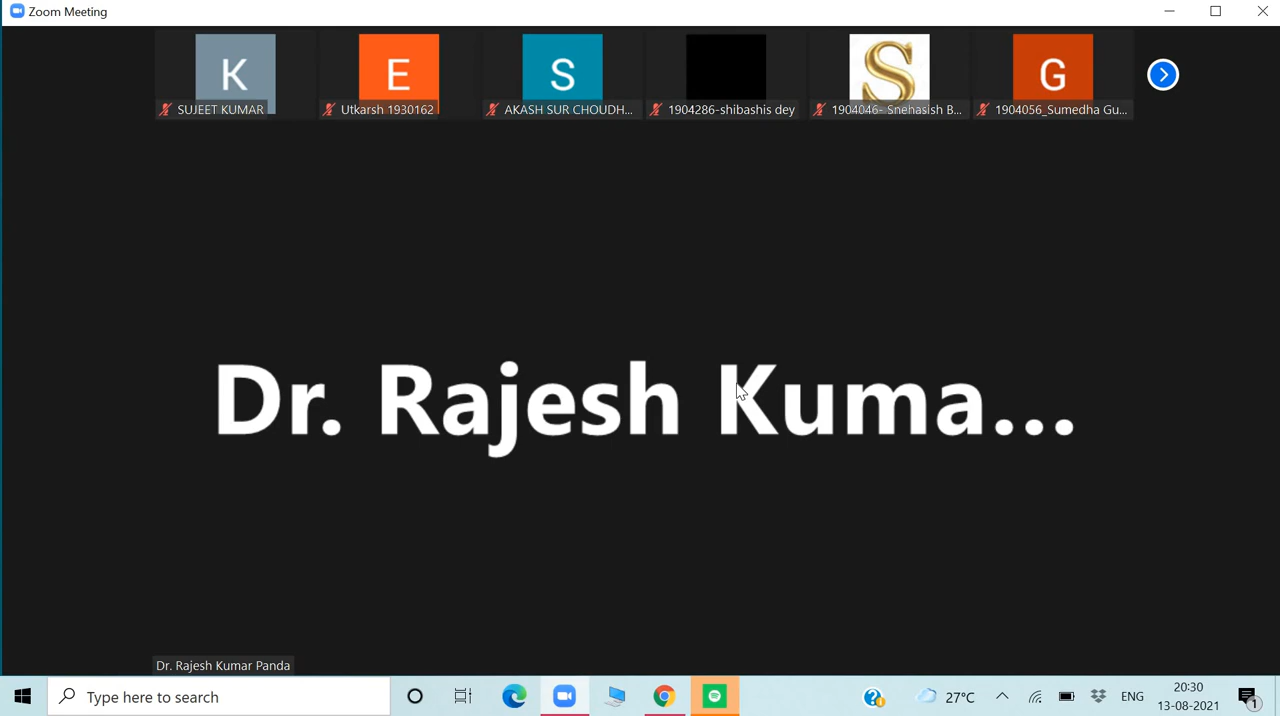 Zoom Meeting
K
E
S
S
G
SUJEET KUMAR
Utkarsh 1930162
AKASH SUR CHOUDH...
1904286-shibashis dey
1904046- Snehasish B...
1904056_Sumedha Gu...
Dr. Rajesh Kuma...
Dr. Rajesh Kumar Panda
Type here to search
27°C
ENG
20:30
13-08-2021
1